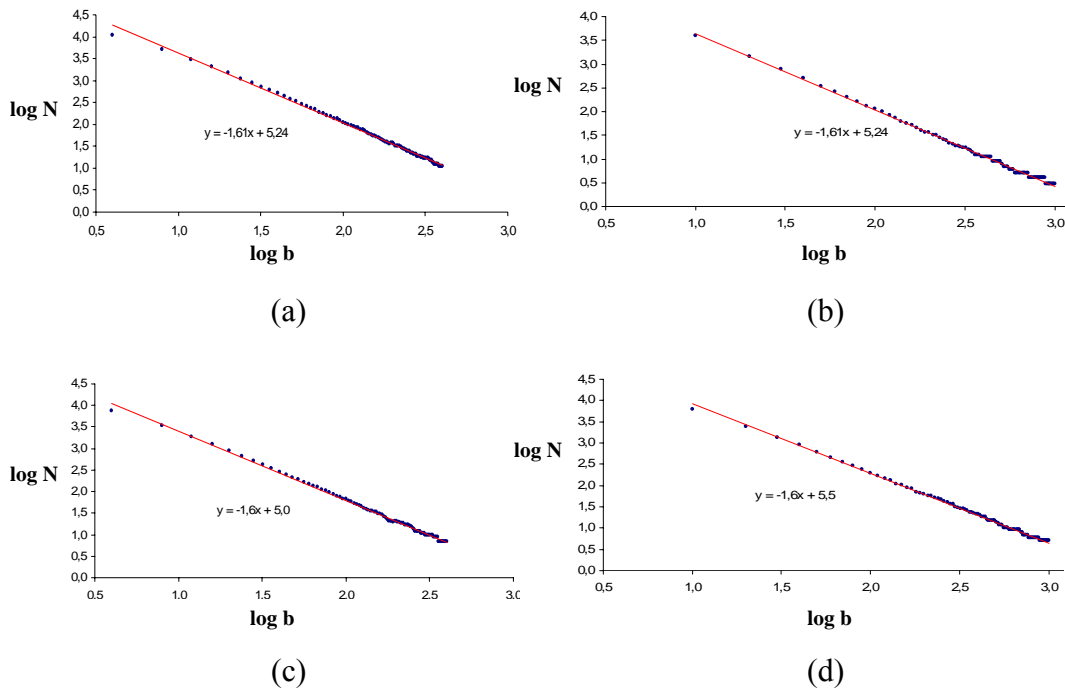 4,5
4,0
3,5
3,0
2,5
2,0
1,5
1,0
0,5
0,0
log N
y = -1,61x + 5,24
0,5 1,0 1,5 2,0 2,5 3,0
log b
(a)
4,5
4,0
3,5
3,0
2,5
2,0
1,5
1,0
0,5
0,0
log N
y = -1,61x + 5,24
0,5 1,0 1,5 2,0 2,5 3,0
log b
(b)
4,5
4,0
3,5
3,0
2,5
2,0
1,5
1,0
0,5
0,0
log N
y = -1,6x + 5,0
0.5 1.0 1.5 2.0 2.5 3.0
log b
(c)
4,5
4,0
3,5
3,0
2,5
2,0
1,5
1,0
0,5
0,0
log N
y = -1,6x + 5,5
0,5 1,0 1,5 2,0 2,5 3,0
log b
(d)